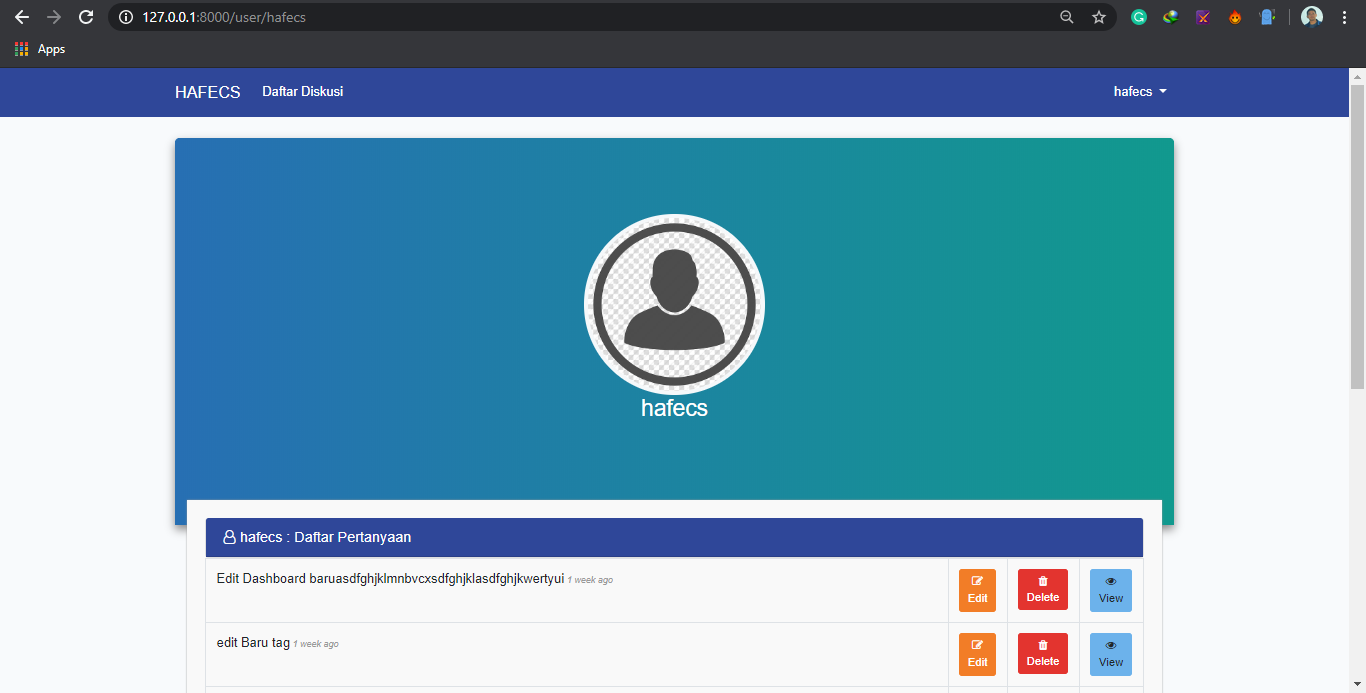 127.0.0.1:8000/user/hafecs
Apps
HAFECS Daftar Diskusi hafecs
hafecs
hafecs : Daftar Pertanyaan
Edit Dashboard baruasdfghjklmnbvcxsdfghjklasdfghjkwertyui 1 week ago
Edit Delete View
edit Baru tag 1 week ago
Edit Delete View